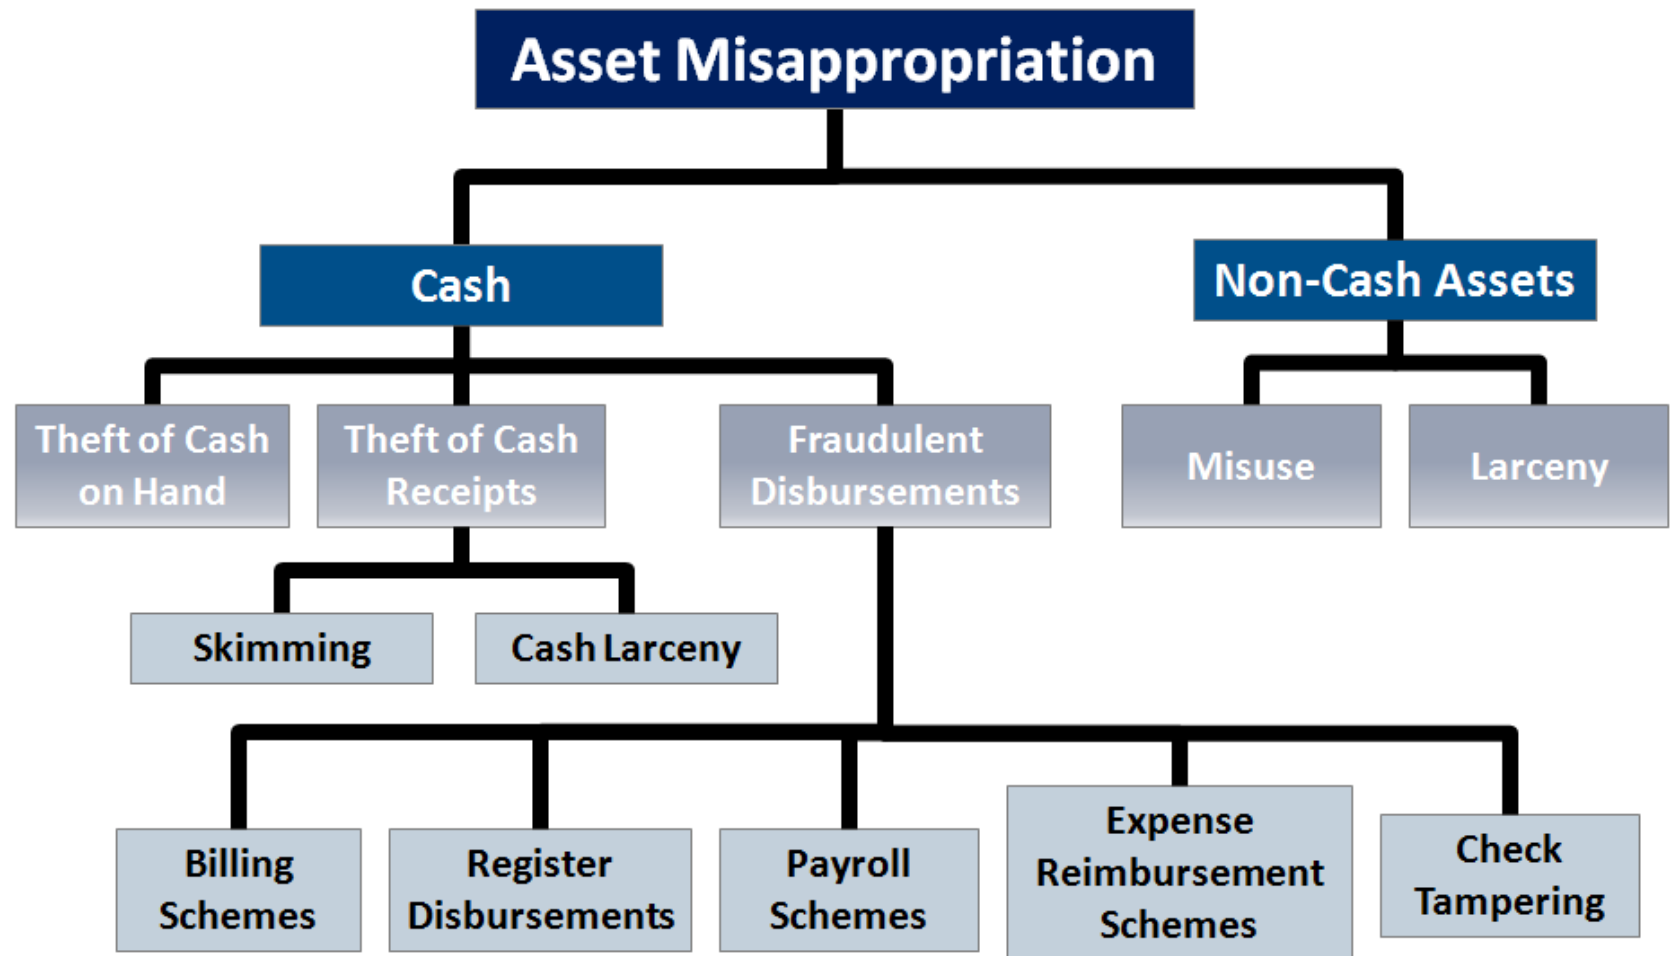 Asset Misappropriation
Cash
Non-Cash Assets
Theft of Cash
on Hand
Theft of Cash
Receipts
Fraudulent
Disbursements
Misuse
Larceny
Skimming
Cash Larceny
Billing
Schemes
Register
Disbursements
Payroll
Schemes
Expense
Reimbursement
Schemes
Check
Tampering